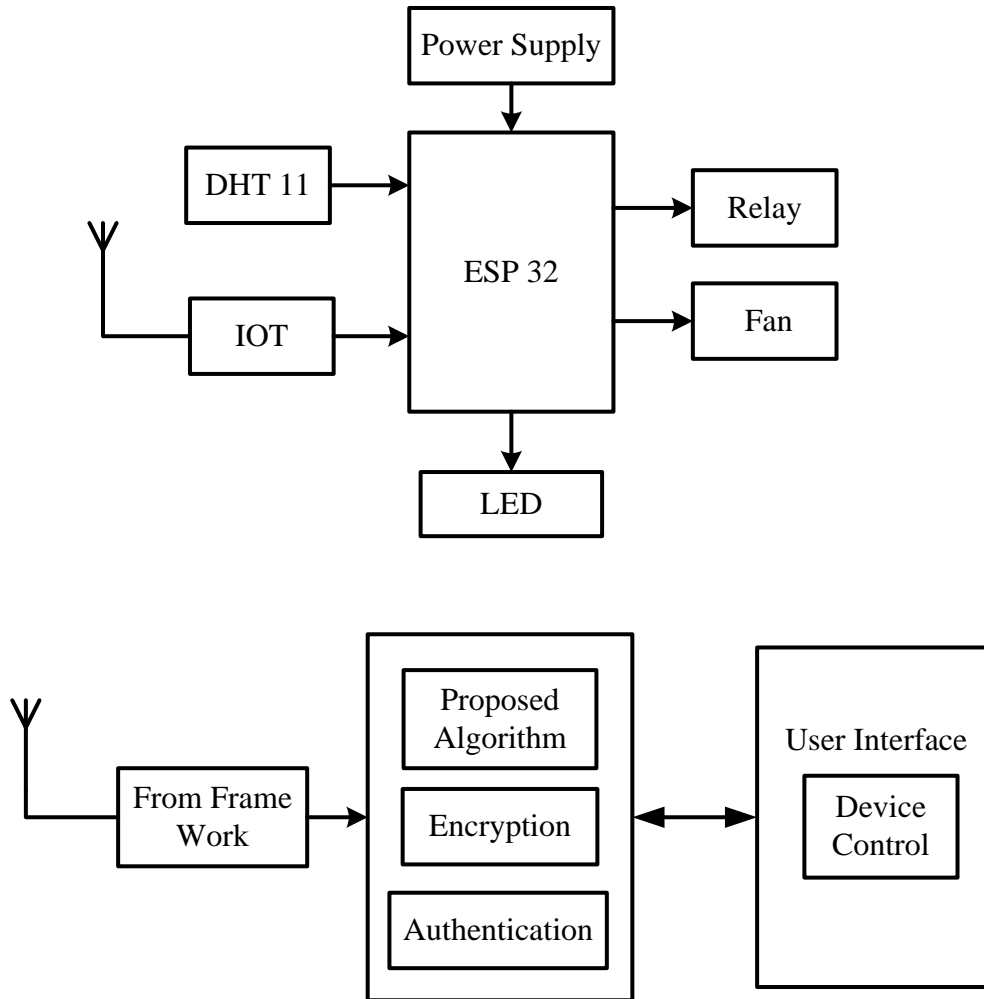 Power Supply
DHT 11
ESP 32
Relay
IOT
Fan
LED
Proposed
Algorithm
User Interface
From Frame
Work
Encryption
Device
Control
Authentication